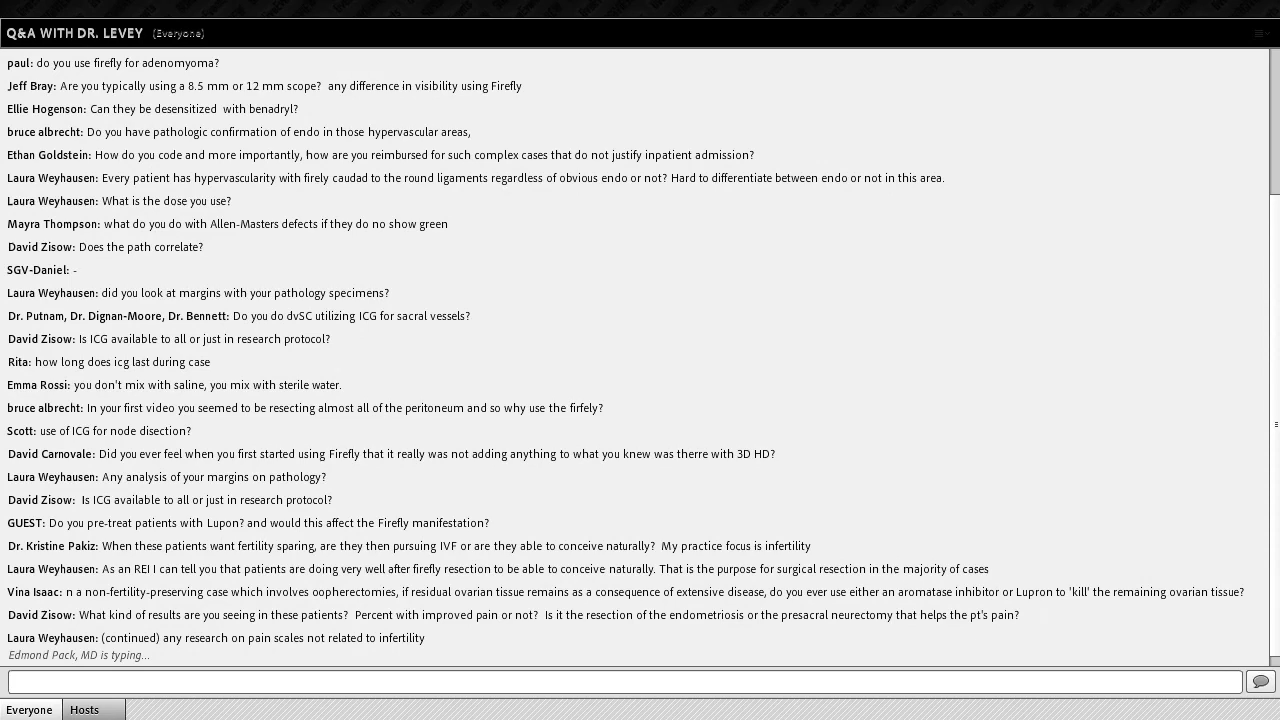 Q&A WITH DR. LEVEY (Everyone)
paul: do you use firefly for adenomyoma?
Jeff Bray: Are you typically using a 8.5 mm or 12 mm scope?  any difference in visibility using Firefly
Ellie Hogenson: Can they be desensitized  with benadryl?
bruce albrecht: Do you have pathologic confirmation of endo in those hypervascular areas,
Ethan Goldstein: How do you code and more importantly, how are you reimbursed for such complex cases that do not justify inpatient admission?
Laura Weyhausen: Every patient has hypervascularity with firely caudad to the round ligaments regardless of obvious endo or not? Hard to differentiate between endo or not in this area.
Laura Weyhausen: What is the dose you use?
Mayra Thompson: what do you do with Allen-Masters defects if they do no show green
David Zisow: Does the path correlate?
SGV-Daniel: -
Laura Weyhausen: did you look at margins with your pathology specimens?
Dr. Putnam, Dr. Dignan-Moore, Dr. Bennett: Do you do dvSC utilizing ICG for sacral vessels?
David Zisow: Is ICG available to all or just in research protocol?
Rita: how long does icg last during case
Emma Rossi: you don't mix with saline, you mix with sterile water.
bruce albrecht: In your first video you seemed to be resecting almost all of the peritoneum and so why use the firfely?
Scott: use of ICG for node disection?
David Carnovale: Did you ever feel when you first started using Firefly that it really was not adding anything to what you knew was therre with 3D HD?
Laura Weyhausen: Any analysis of your margins on pathology?
David Zisow:  Is ICG available to all or just in research protocol?
GUEST: Do you pre-treat patients with Lupon? and would this affect the Firefly manifestation?
Dr. Kristine Pakiz: When these patients want fertility sparing, are they then pursuing IVF or are they able to conceive naturally?  My practice focus is infertility
Laura Weyhausen: As an REI I can tell you that patients are doing very well after firefly resection to be able to conceive naturally. That is the purpose for surgical resection in the majority of cases
Vina Isaac: n a non-fertility-preserving case which involves oopherectomies, if residual ovarian tissue remains as a consequence of extensive disease, do you ever use either an aromatase inhibitor or Lupron to 'kill' the remaining ovarian tissue?
David Zisow: What kind of results are you seeing in these patients?  Percent with improved pain or not?  Is it the resection of the endometriosis or the presacral neurectomy that helps the pt's pain?
Laura Weyhausen: (continued) any research on pain scales not related to infertility
Edmond Pack, MD is typing...
Everyone Hosts